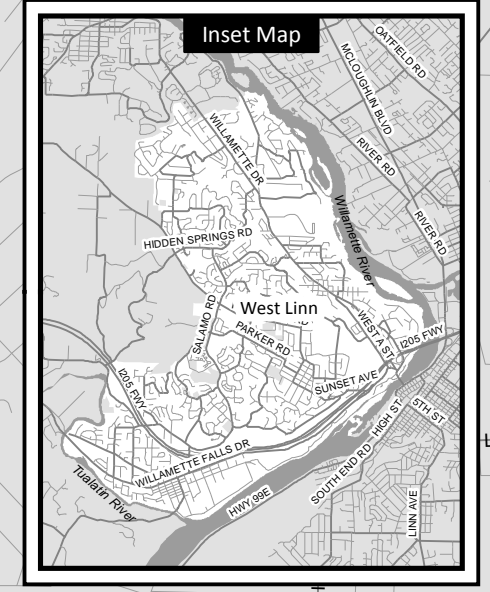 Inset Map
OATFIELD RD
MCLOUGHLIN BLVD
WILLAMETTE DR
RIVER RD
Willamette River
RIVER RD
HIDDEN SPRINGS RD
West Linn
SALAMO RD
PARKER RD
WEST A ST
I205 FWY
I205 FWY
SUNSET AVE
5TH ST
HIGH ST
WILLAMETTE FALLS DR
SOUTH END RD
Tualatin River
HWY 99E
LINN AVE